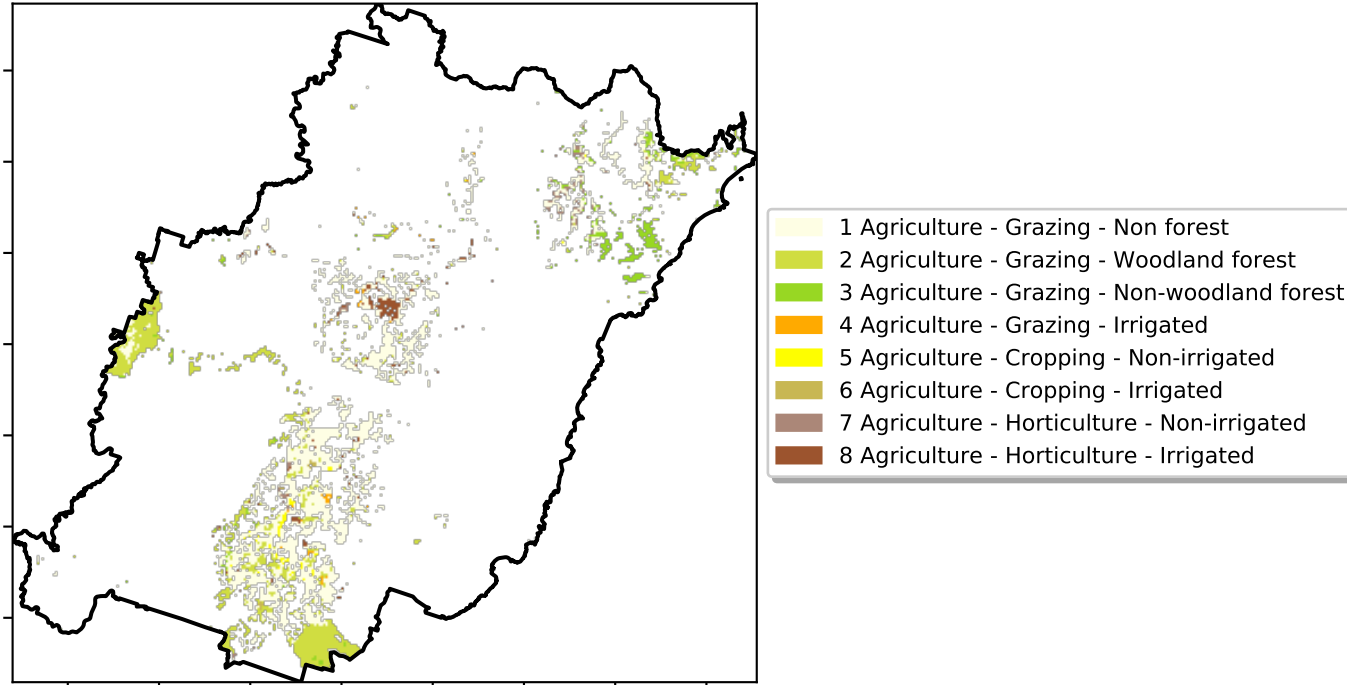 1 Agriculture - Grazing - Non forest
2 Agriculture - Grazing - Woodland forest
3 Agriculture - Grazing - Non-woodland forest
4 Agriculture - Grazing - Irrigated
5 Agriculture - Cropping - Non-irrigated
6 Agriculture - Cropping - Irrigated
7 Agriculture - Horticulture - Non-irrigated
8 Agriculture - Horticulture - Irrigated